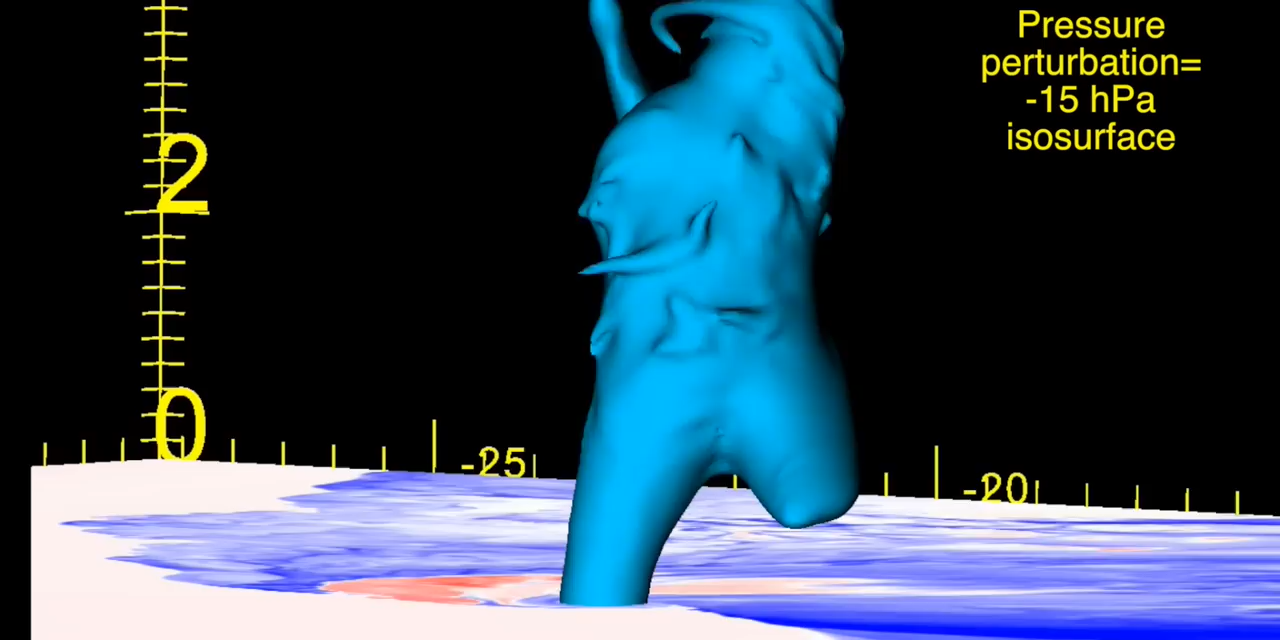 Pressure
perturbation=
-15 hPa
isosurface
2
0
-25
-20